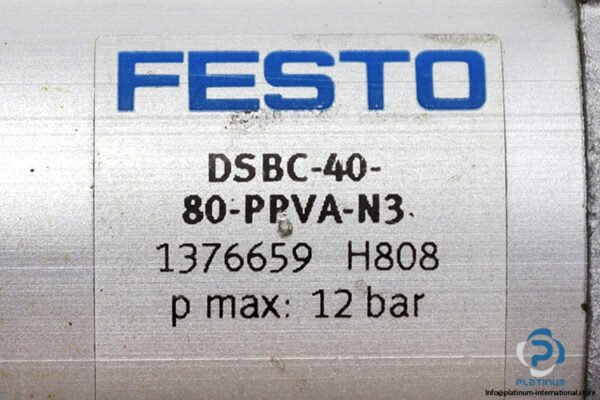 FESTO
DSBC-40-
80-PPVA-N3
1376659 H808
p max: 12 bar
PLATINUM
Info@platinum-international.store